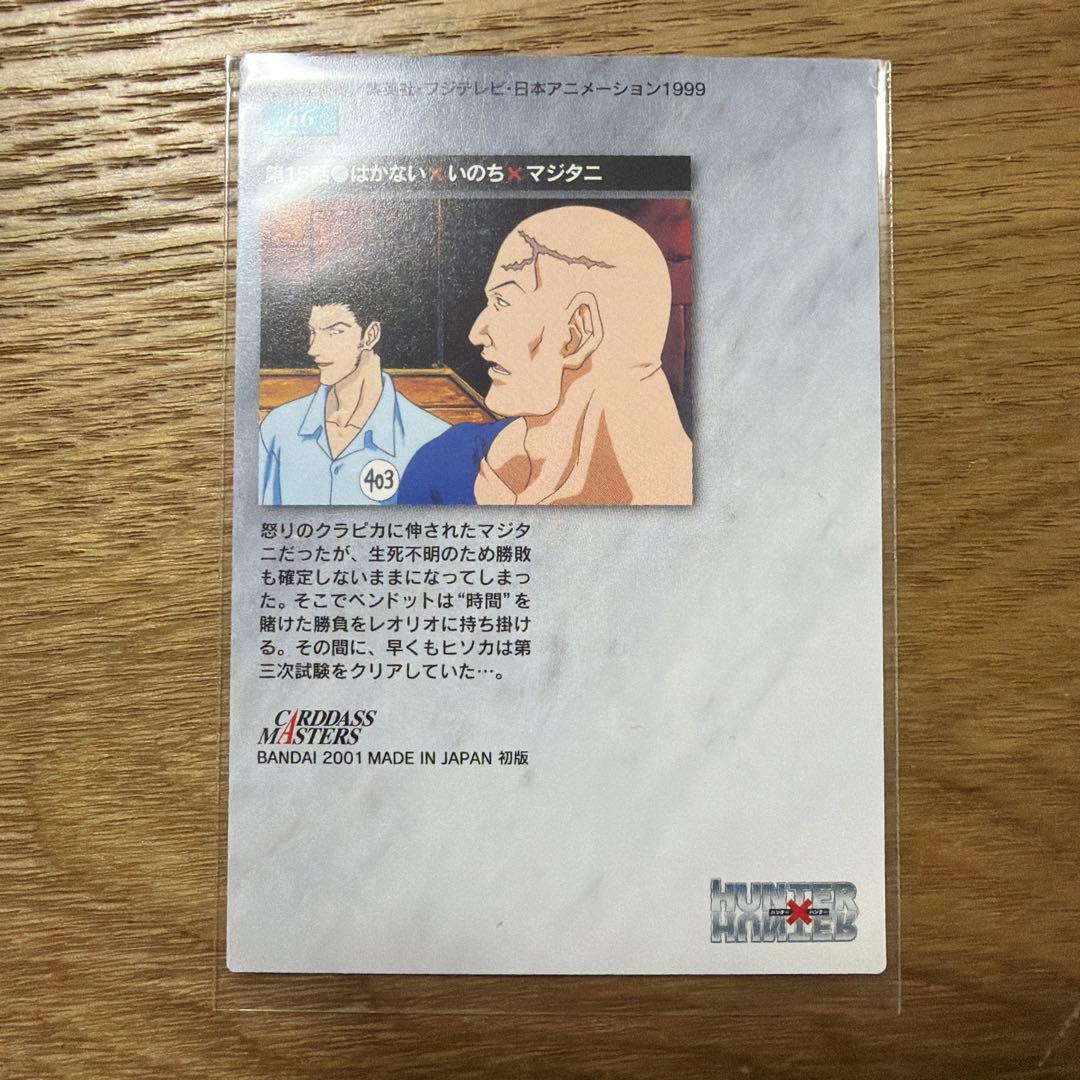 集英社・フジテレビ・日本アニメーション1999
66
第15話●はかない×いのち×マジタニ
403
怒りのクラピカに伸されたマジタ
ニだったが、生死不明のため勝敗
も確定しないままになってしまっ
た。そこでベンドットは“時間”を
賭けた勝負をレオリオに持ち掛け
る。その間に、早くもヒソカは第
三次試験をクリアしていた…。
CARDDASS
MASTERS
BANDAI 2001 MADE IN JAPAN 初版
HUNTER
ハンター×ハンター
HUNTER